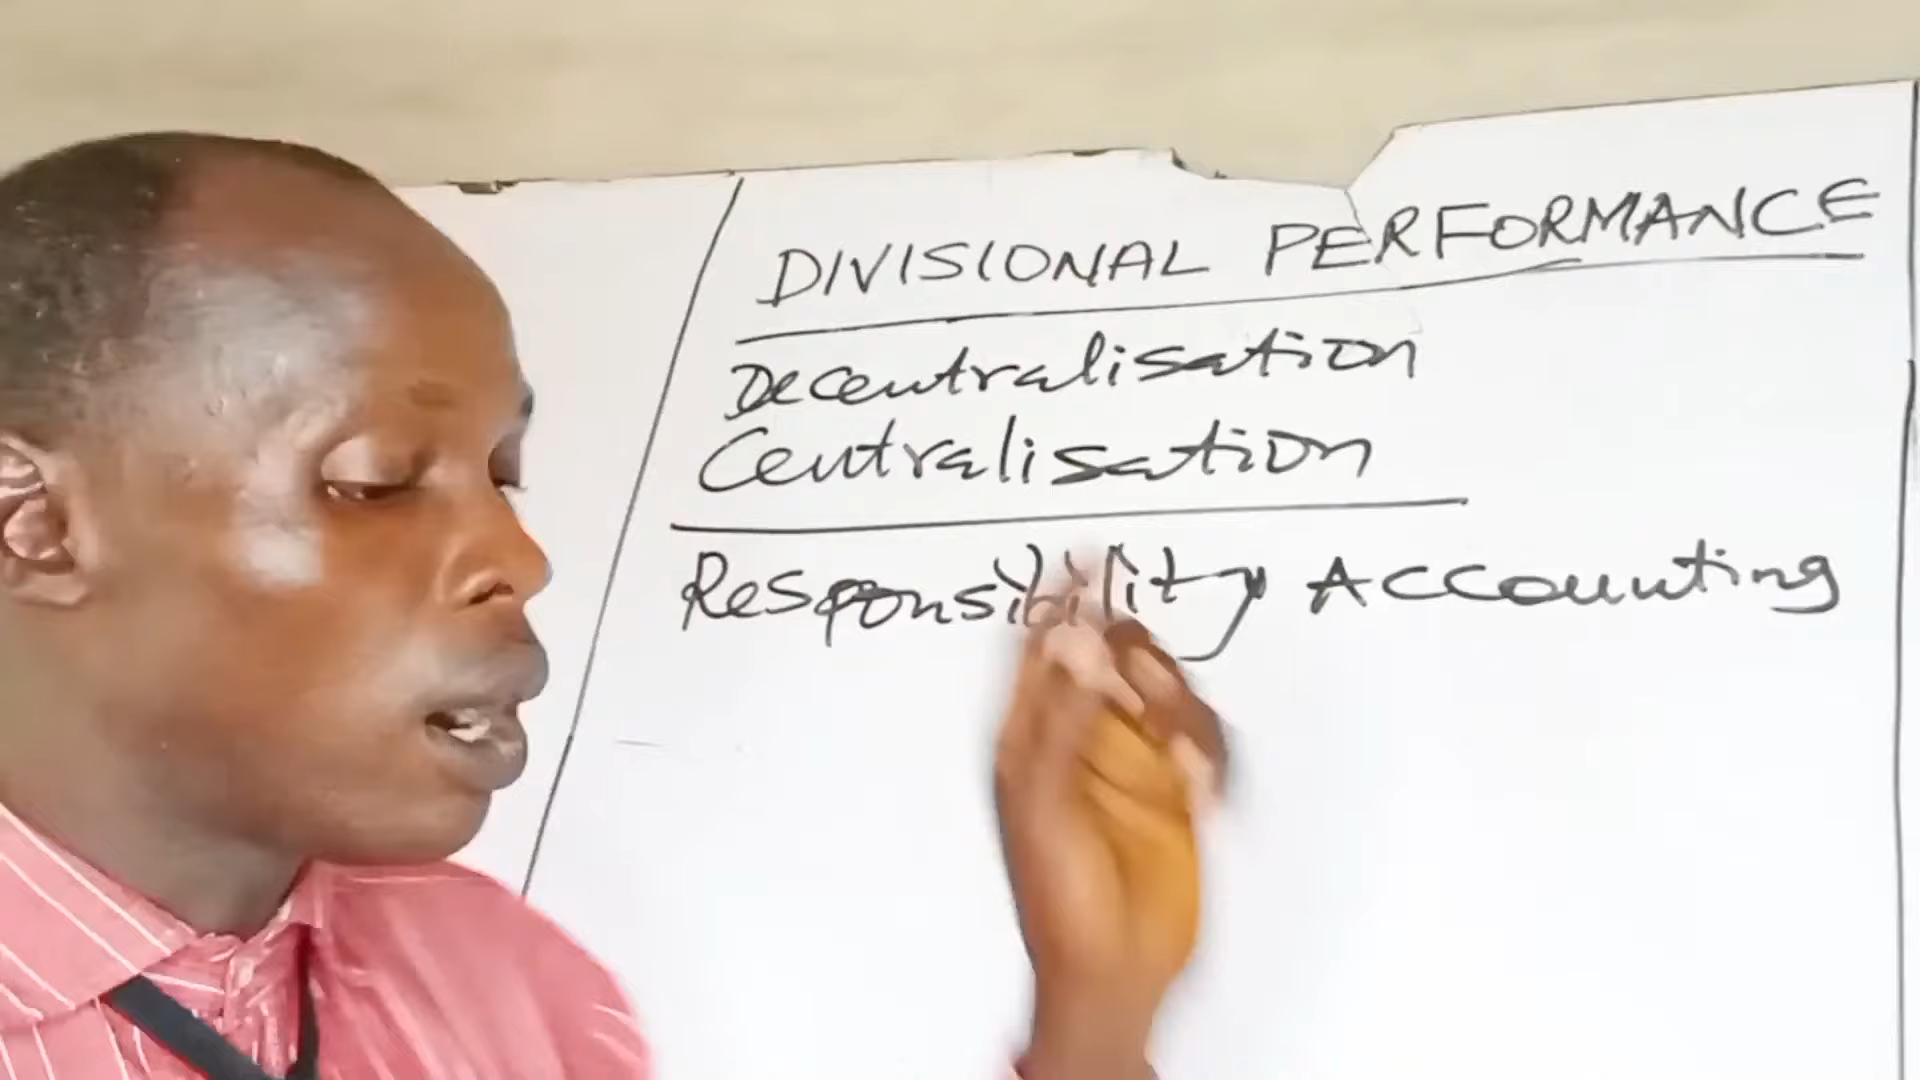 DIVISIONAL PERFORMANCE
Decentralisation
Centralisation
Responsibility Accounting